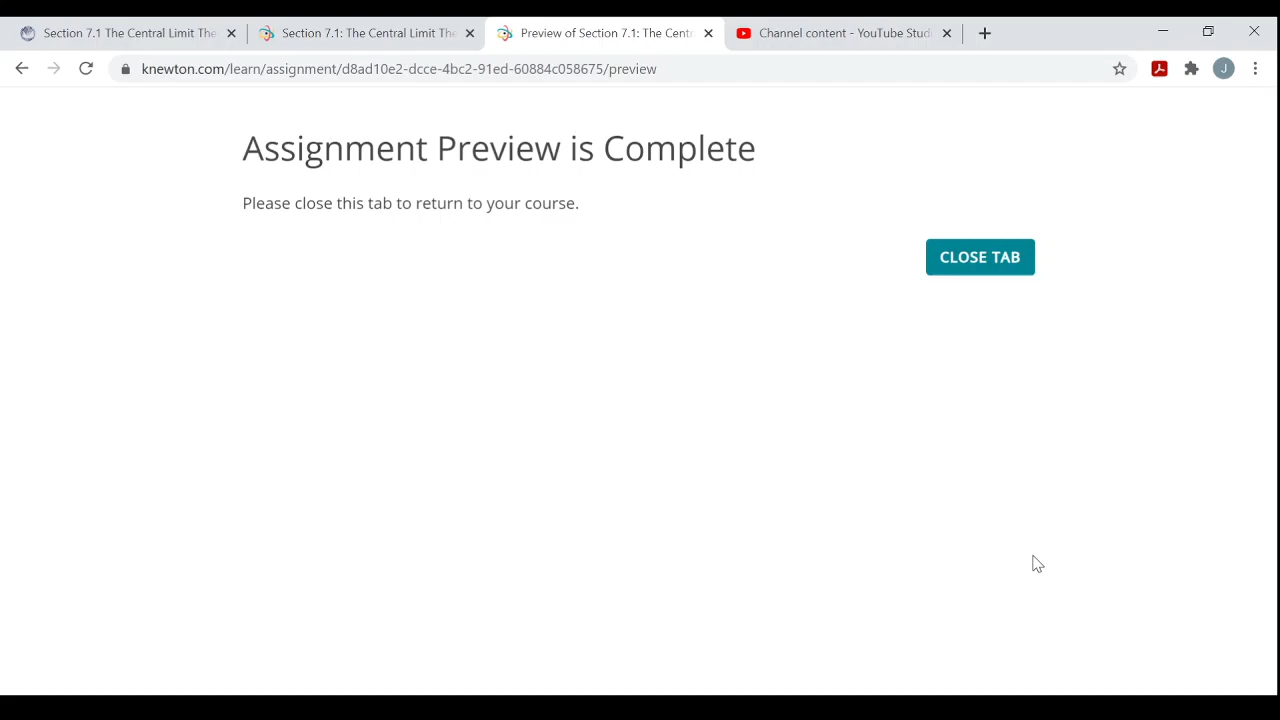 Section 7.1 The Central Limit The
Section 7.1: The Central Limit The
Preview of Section 7.1: The Centr
Channel content - YouTube Stud
knewton.com/learn/assignment/d8ad10e2-dcce-4bc2-91ed-60884c058675/preview
J
Assignment Preview is Complete
Please close this tab to return to your course.
CLOSE TAB